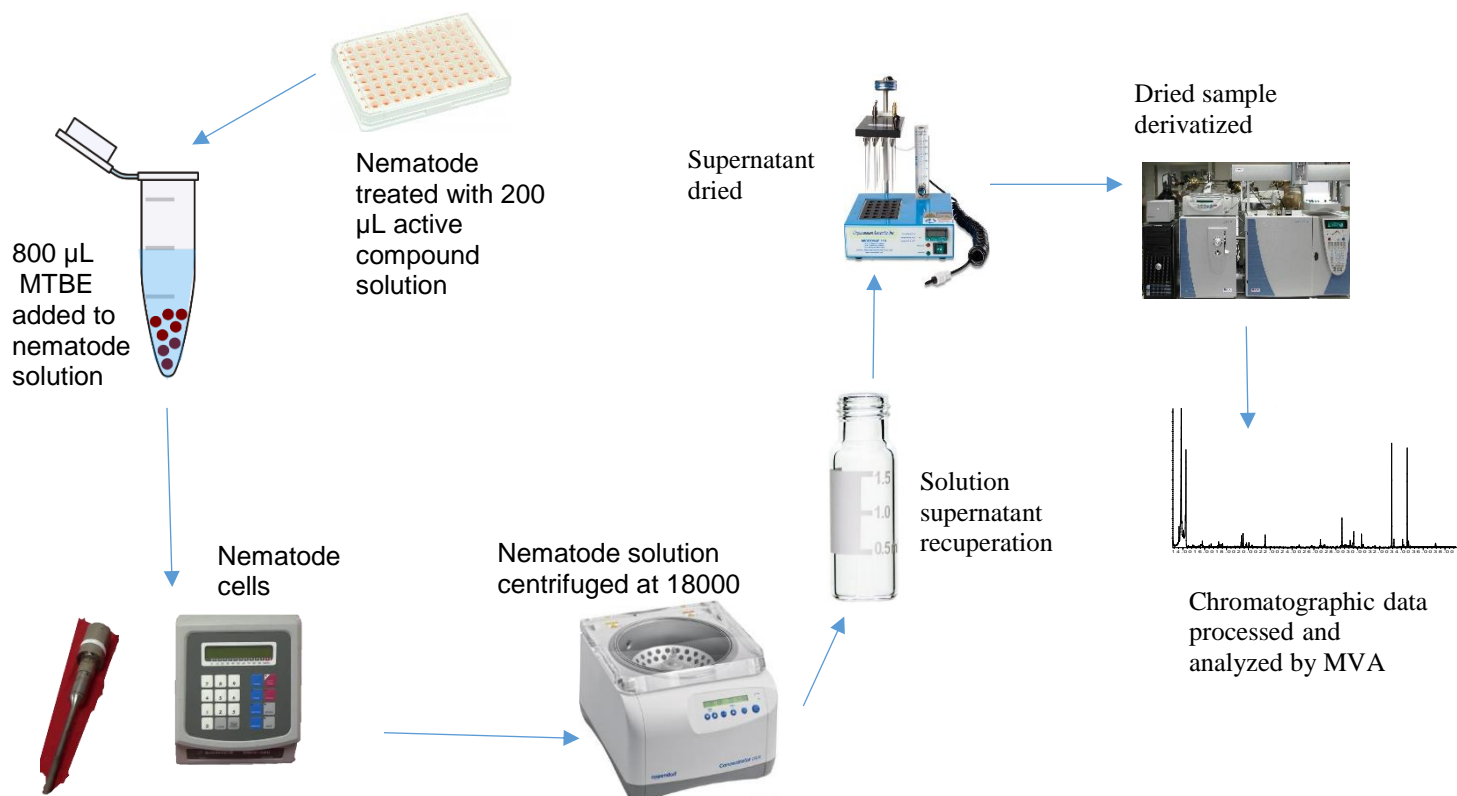 Nematode
treated with 200
µL active
compound
solution
800 µL
MTBE
added to
nematode
solution
Nematode
cells
Nematode solution
centrifuged at 18000
eppendorf
1.5
1.0
0.5
Solution
supernatant
recuperation
Supernatant
dried
Dried sample
derivatized
Chromatographic data
processed and
analyzed by MVA